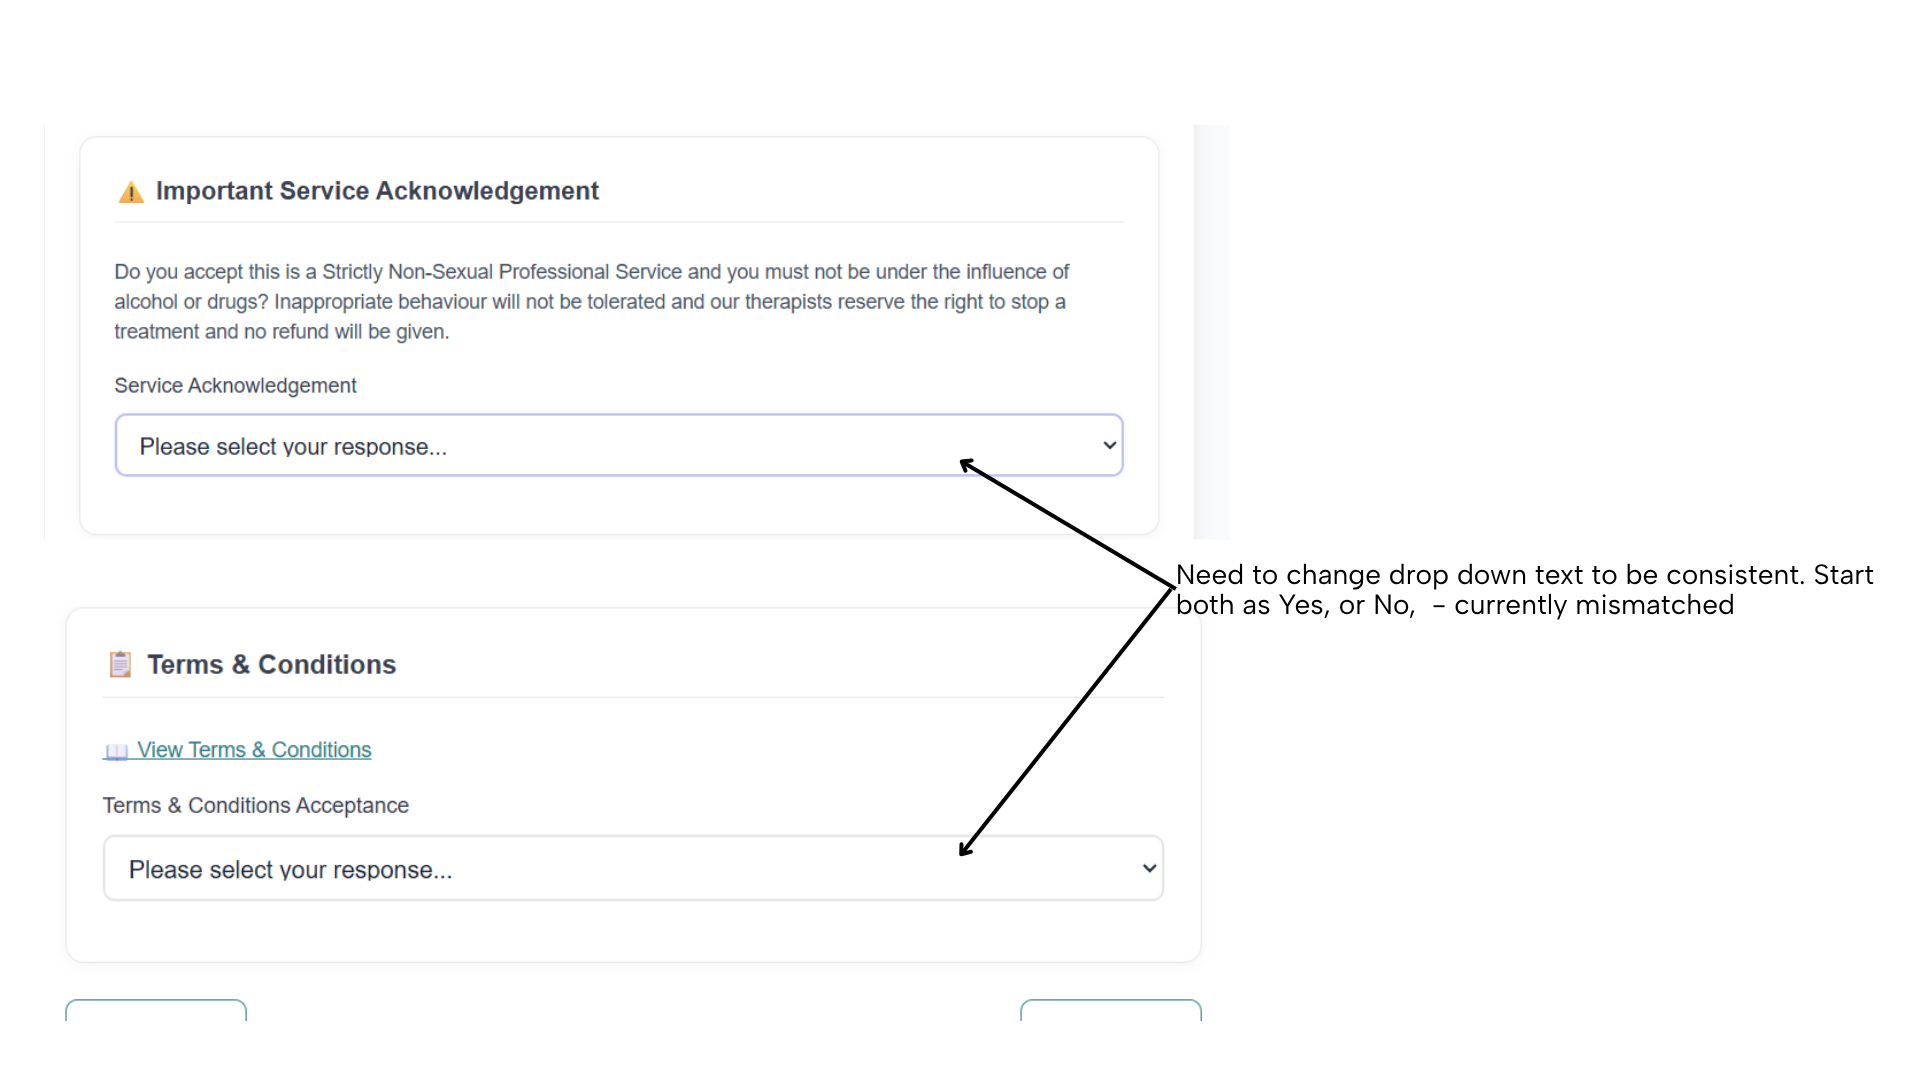 Important Service Acknowledgement
Do you accept this is a Strictly Non-Sexual Professional Service and you must not be under the influence of
alcohol or drugs? Inappropriate behaviour will not be tolerated and our therapists reserve the right to stop a
treatment and no refund will be given.
Service Acknowledgement
Please select your response...
Need to change drop down text to be consistent. Start
both as Yes, or No,  - currently mismatched
Terms & Conditions
View Terms & Conditions
Terms & Conditions Acceptance
Please select your response...